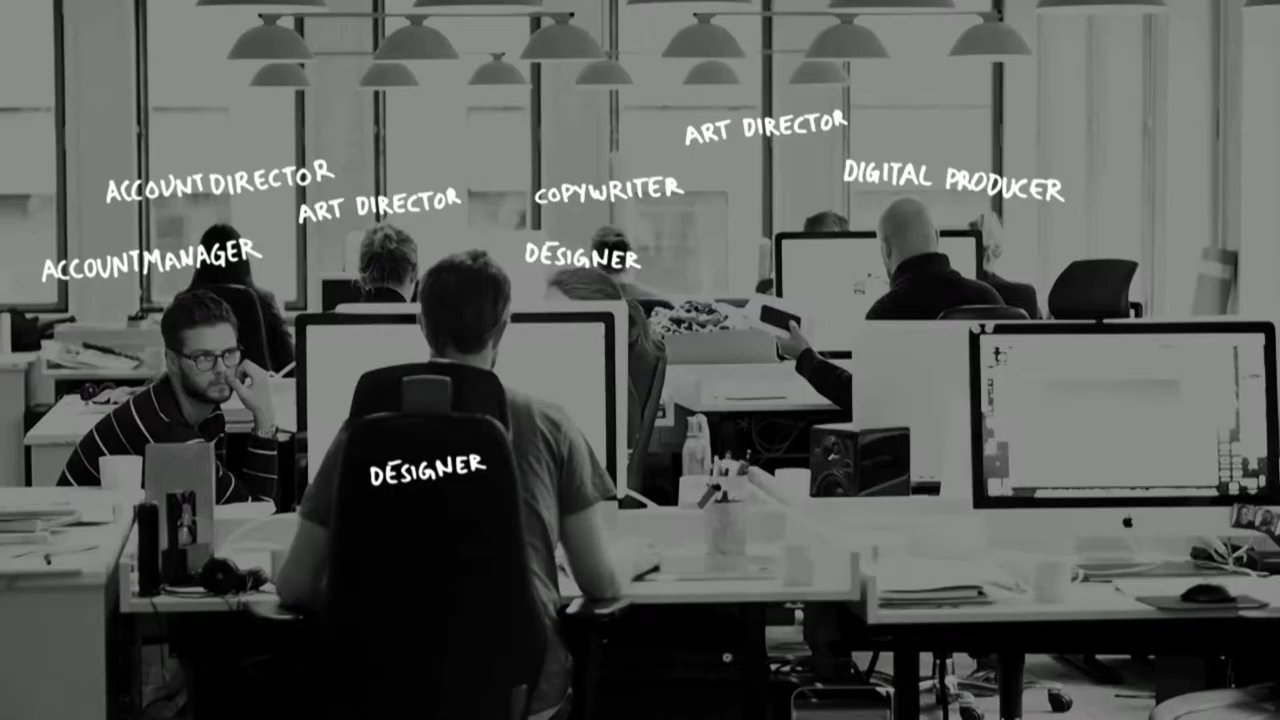 ART DIRECTOR
ACCOUNTDIRECTOR
DIGITAL PRODUCER
ART DIRECTOR
COPYWRITER
ACCOUNTMANAGER
DESIGNER
DESIGNER